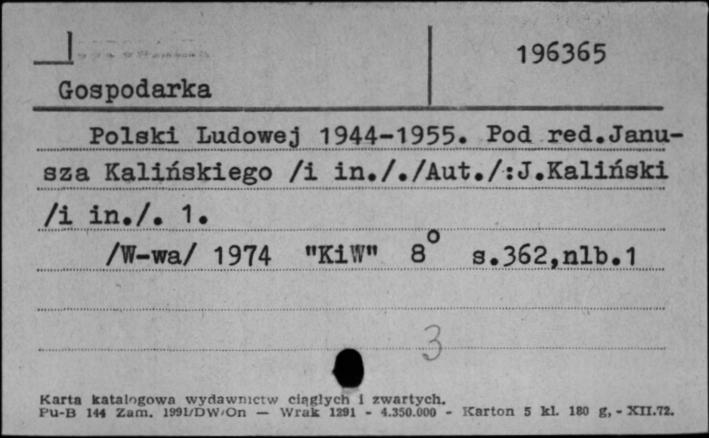 196365
Gospodarka
Polski Ludowej 1944-1955. Pod red.Janu-
sza Kalińskiego /i in././Aut./:J.Kaliński
/i in./. 1.
/W-wa/ 1974 "KiW" 8° s.362,nlb.1
3
Karta katalogowa wydawnictw ciągłych i zwartych.
Pu-B 144 Zam. 1991/DW/On — Wrak 1291 - 4.350.000 - Karton 5 kl. 180 g, - XII.72.